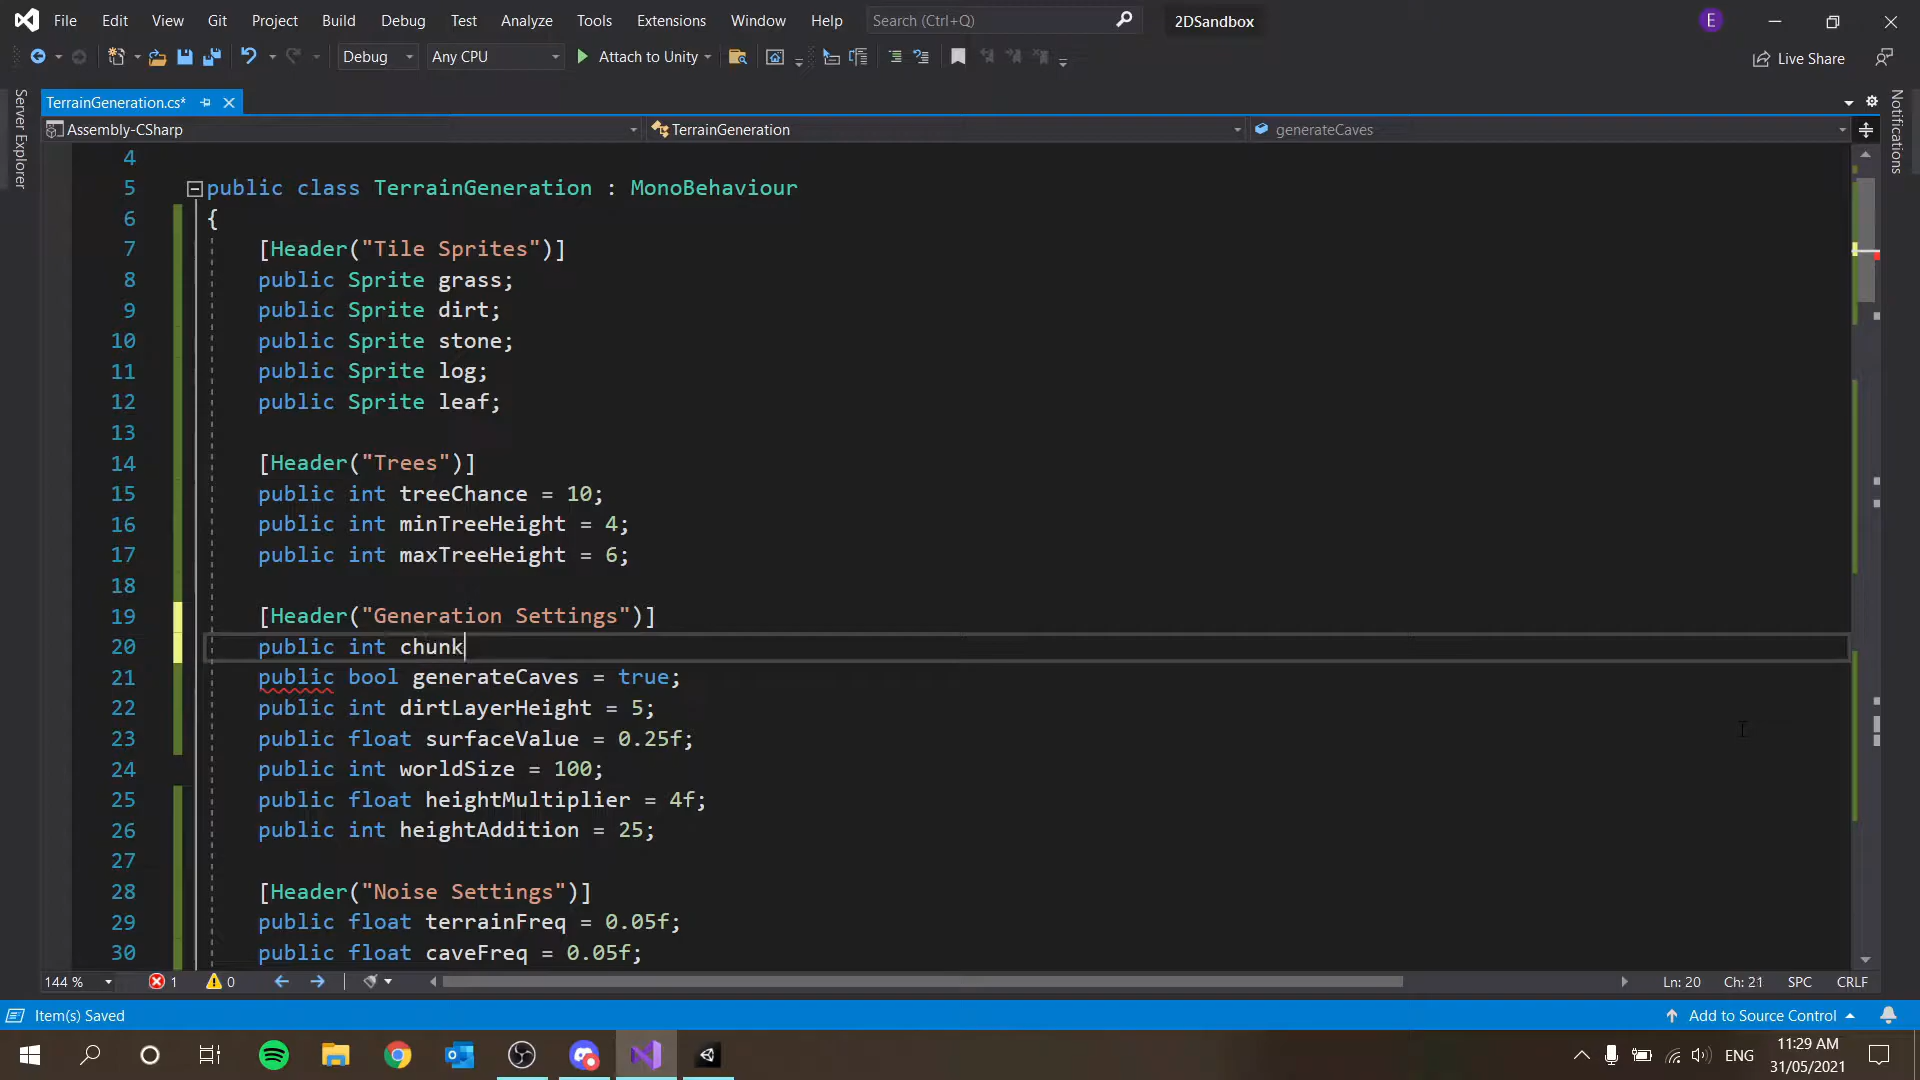 File Edit View Git Project Build Debug Test Analyze Tools Extensions Window Help Search (Ctrl+Q) 2DSandbox E
Debug Any CPU Attach to Unity Live Share
TerrainGeneration.cs*
Assembly-CSharp TerrainGeneration generateCaves
Server Explorer
Notifications
4
5 public class TerrainGeneration : MonoBehaviour
6 {
7 [Header("Tile Sprites")]
8 public Sprite grass;
9 public Sprite dirt;
10 public Sprite stone;
11 public Sprite log;
12 public Sprite leaf;
13
14 [Header("Trees")]
15 public int treeChance = 10;
16 public int minTreeHeight = 4;
17 public int maxTreeHeight = 6;
18
19 [Header("Generation Settings")]
20 public int chunk
21 public bool generateCaves = true;
22 public int dirtLayerHeight = 5;
23 public float surfaceValue = 0.25f;
24 public int worldSize = 100;
25 public float heightMultiplier = 4f;
26 public int heightAddition = 25;
27
28 [Header("Noise Settings")]
29 public float terrainFreq = 0.05f;
30 public float caveFreq = 0.05f;
144 % 1 0 Ln: 20 Ch: 21 SPC CRLF
Item(s) Saved Add to Source Control
ENG 11:29 AM
31/05/2021